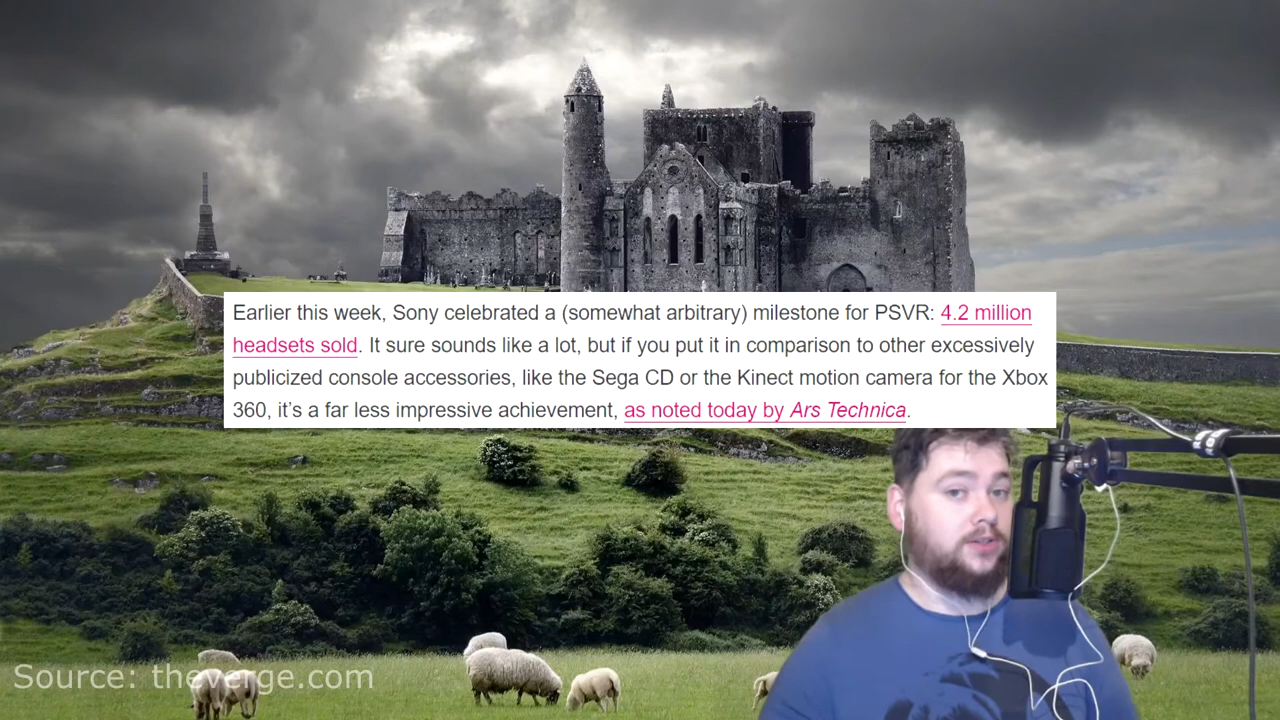 Earlier this week, Sony celebrated a (somewhat arbitrary) milestone for PSVR: 4.2 million
headsets sold. It sure sounds like a lot, but if you put it in comparison to other excessively
publicized console accessories, like the Sega CD or the Kinect motion camera for the Xbox
360, it’s a far less impressive achievement, as noted today by Ars Technica.
Source: theverge.com